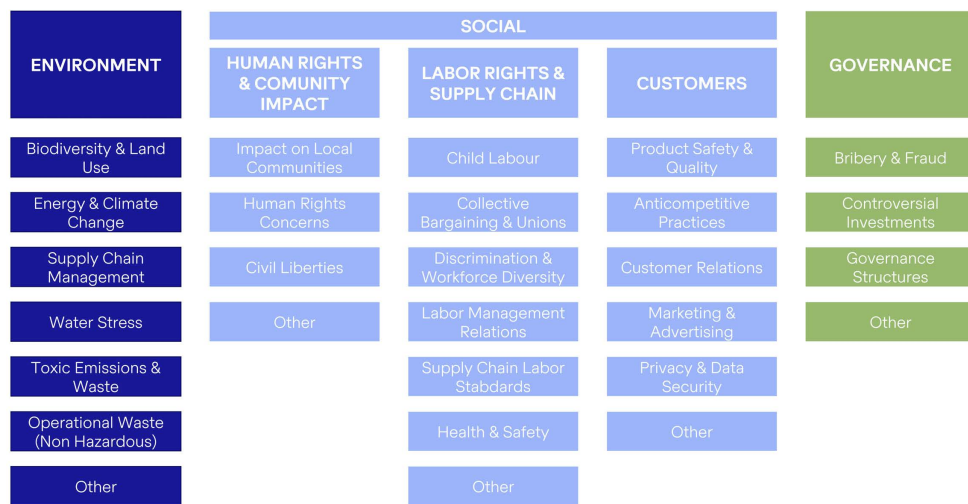 ENVIRONMENT
Biodiversity & Land
Use
Energy & Climate
Change
Supply Chain
Management
Water Stress
Toxic Emissions &
Waste
Operational Waste
(Non Hazardous)
Other
SOCIAL
HUMAN RIGHTS
& COMUNITY
IMPACT
Impact on Local
Communities
Human Rights
Concerns
Civil Liberties
Other
LABOR RIGHTS &
SUPPLY CHAIN
Child Labour
Collective
Bargaining & Unions
Discrimination &
Workforce Diversity
Labor Management
Relations
Supply Chain Labor
Stabdards
Health & Safety
Other
CUSTOMERS
Product Safety &
Quality
Anticompetitive
Practices
Customer Relations
Marketing &
Advertising
Privacy & Data
Security
Other
GOVERNANCE
Bribery & Fraud
Controversial
Investments
Governance
Structures
Other